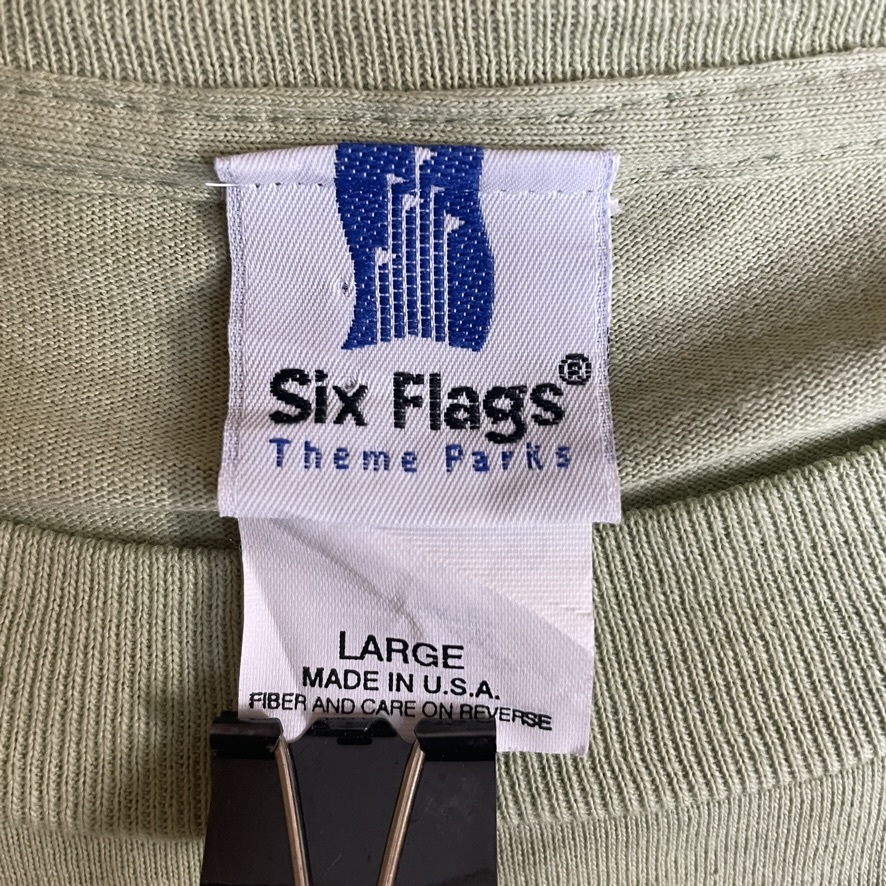 Six Flags®
Theme Parks
LARGE
MADE IN U.S.A.
FIBER AND CARE ON REVERSE